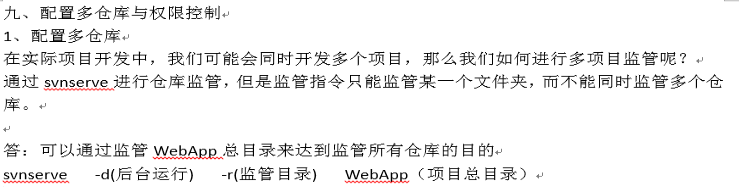 九、配置多仓库与权限控制
1、配置多仓库
在实际项目开发中，我们可能会同时开发多个项目，那么我们如何进行多项目监管呢？
通过 svnserve 进行仓库监管，但是监管指令只能监管某一个文件夹，而不能同时监管多个仓
库。
答：可以通过监管 WebApp 总目录来达到监管所有仓库的目的
svnserve -d(后台运行) -r(监管目录) WebApp（项目总目录）